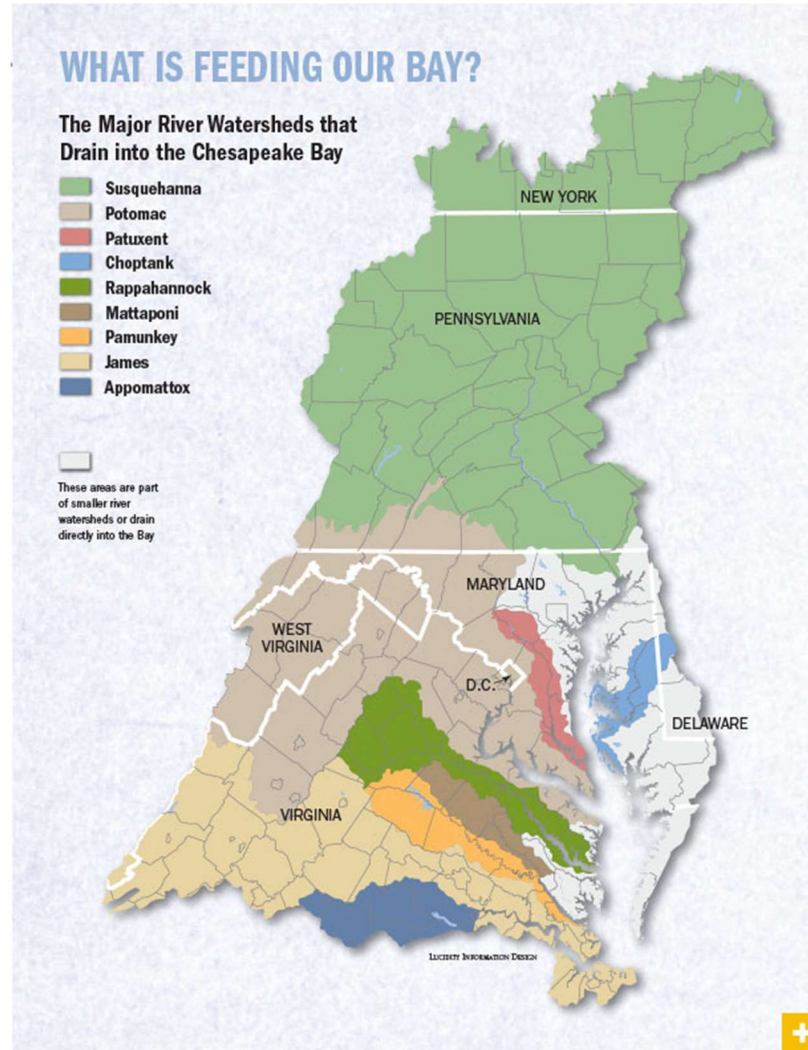 WHAT IS FEEDING OUR BAY?
The Major River Watersheds that
Drain into the Chesapeake Bay
Susquehanna
Potomac
Patuxent
Choptank
Rappahannock
Mattaponi
Pamunkey
James
Appomattox
These areas are part
of smaller river
watersheds or drain
directly into the Bay
NEW YORK
PENNSYLVANIA
MARYLAND
WEST
VIRGINIA
D.C.
DELAWARE
VIRGINIA
LUCIDITY INFORMATION DESIGN
+